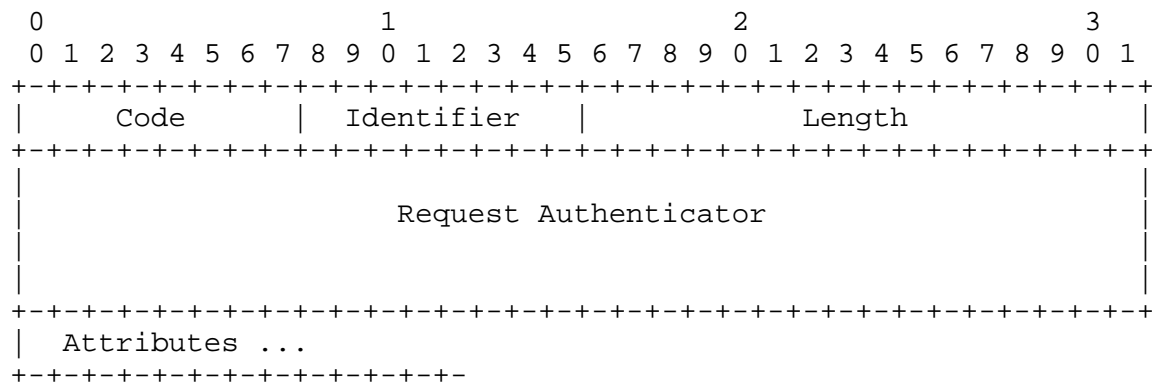 0                   1                   2                   3
 0 1 2 3 4 5 6 7 8 9 0 1 2 3 4 5 6 7 8 9 0 1 2 3 4 5 6 7 8 9 0 1
+-+-+-+-+-+-+-+-+-+-+-+-+-+-+-+-+-+-+-+-+-+-+-+-+-+-+-+-+-+-+-+-+
|     Code      |  Identifier   |            Length             |
+-+-+-+-+-+-+-+-+-+-+-+-+-+-+-+-+-+-+-+-+-+-+-+-+-+-+-+-+-+-+-+-+
|                                                               |
|                     Request Authenticator                     |
|                                                               |
|                                                               |
+-+-+-+-+-+-+-+-+-+-+-+-+-+-+-+-+-+-+-+-+-+-+-+-+-+-+-+-+-+-+-+-+
|  Attributes ...
+-+-+-+-+-+-+-+-+-+-+-+-+-